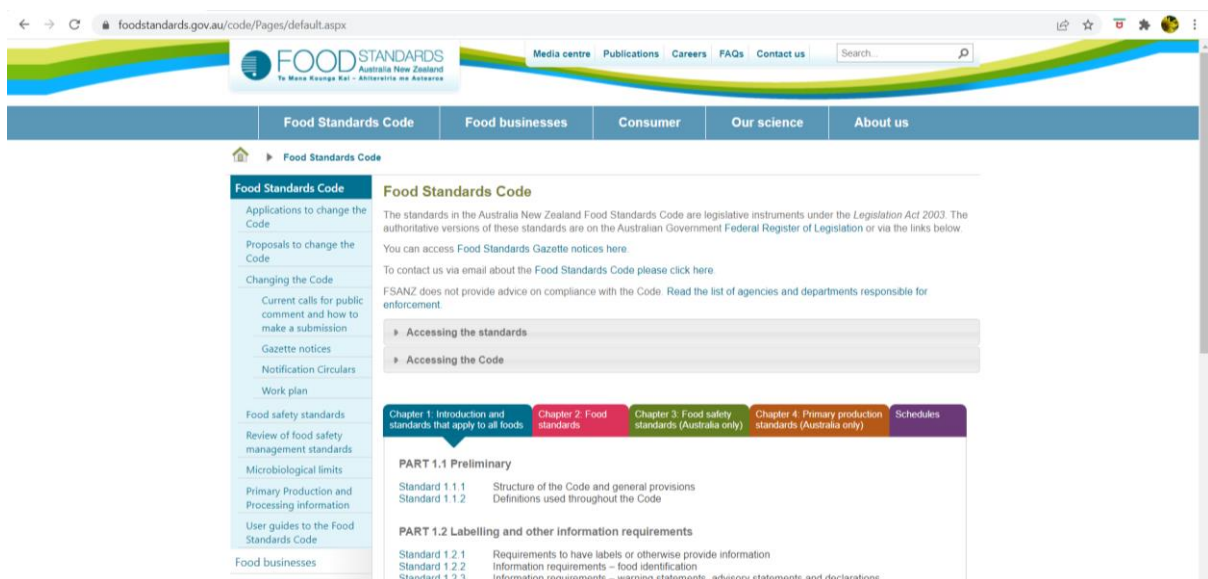 foodstandards.gov.au/code/Pages/default.aspx
FOOD STANDARDS
Australia New Zealand
Te Mana Kounga Kai – Ahitereiria me Aotearoa
Media centre Publications Careers FAQs Contact us
Search...
Food Standards Code Food businesses Consumer Our science About us
Food Standards Code
Food Standards Code
Applications to change the
Code
Proposals to change the
Code
Changing the Code
Current calls for public
comment and how to
make a submission
Gazette notices
Notification Circulars
Work plan
Food safety standards
Review of food safety
management standards
Microbiological limits
Primary Production and
Processing information
User guides to the Food
Standards Code
Food businesses
Food Standards Code
The standards in the Australia New Zealand Food Standards Code are legislative instruments under the Legislation Act 2003. The
authoritative versions of these standards are on the Australian Government Federal Register of Legislation or via the links below.
You can access Food Standards Gazette notices here.
To contact us via email about the Food Standards Code please click here.
FSANZ does not provide advice on compliance with the Code. Read the list of agencies and departments responsible for
enforcement.
Accessing the standards
Accessing the Code
Chapter 1: Introduction and
standards that apply to all foods
Chapter 2: Food
standards
Chapter 3: Food safety
standards (Australia only)
Chapter 4: Primary production
standards (Australia only)
Schedules
PART 1.1 Preliminary
Standard 1.1.1 Structure of the Code and general provisions
Standard 1.1.2 Definitions used throughout the Code
PART 1.2 Labelling and other information requirements
Standard 1.2.1 Requirements to have labels or otherwise provide information
Standard 1.2.2 Information requirements – food identification
Standard 1.2.3 Information requirements – warning statements, advisory statements and declarations